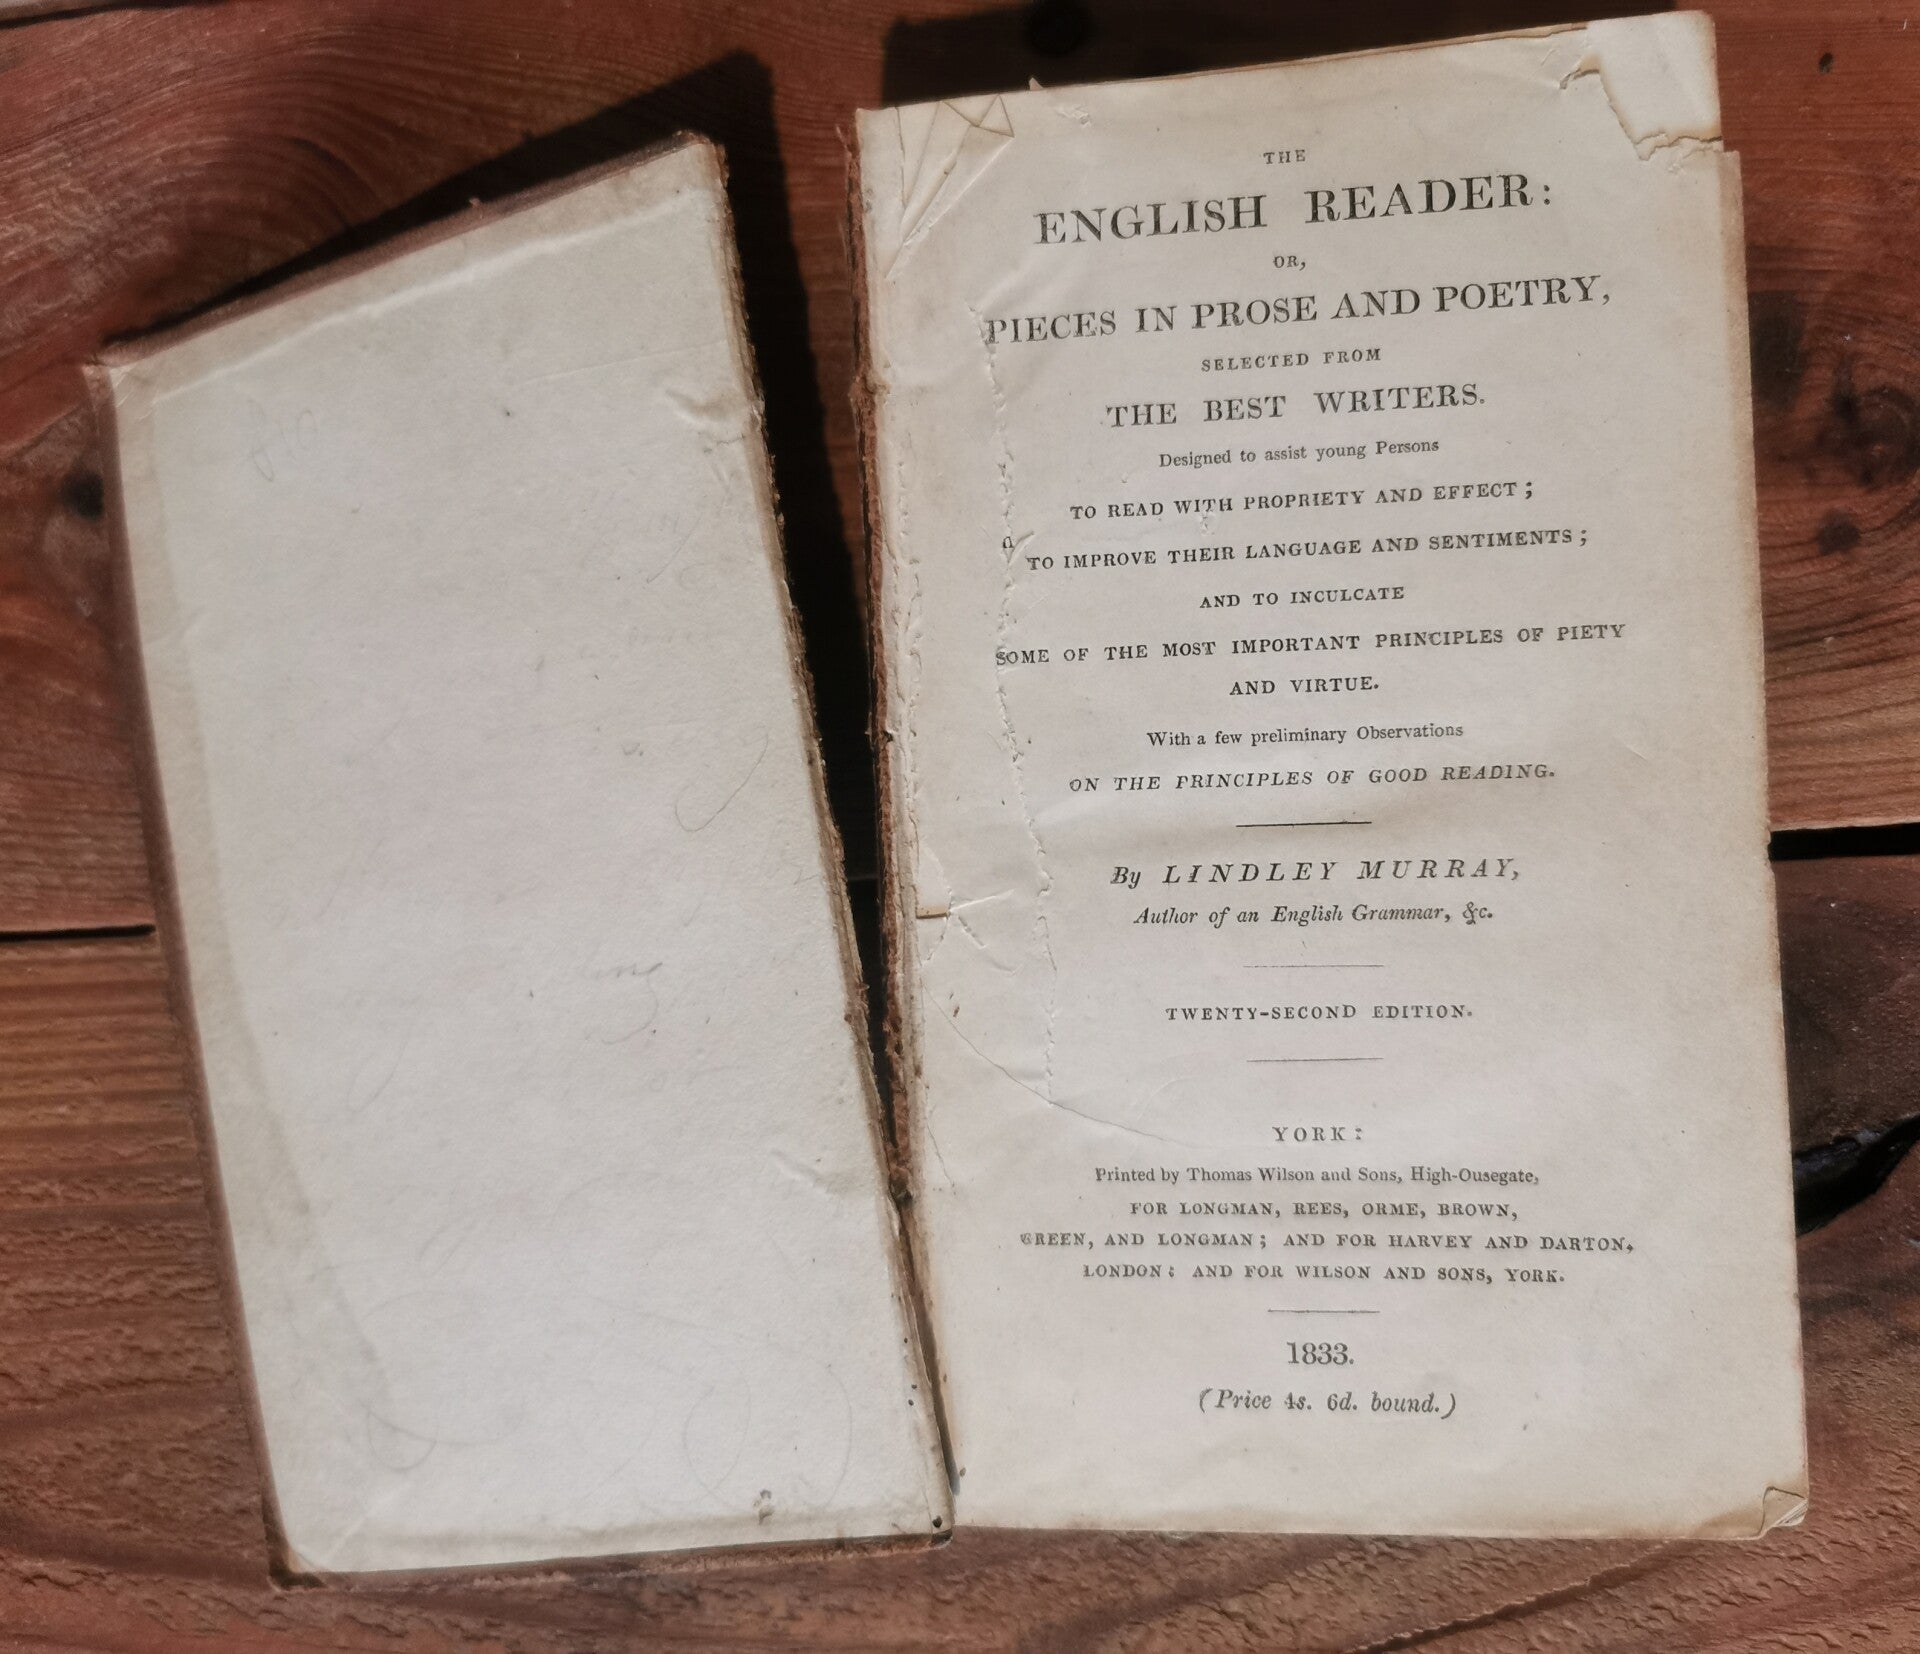 THE
ENGLISH READER:
OR,
PIECES IN PROSE AND POETRY,
SELECTED FROM
THE BEST WRITERS.
Designed to assist young Persons
TO READ WITH PROPRIETY AND EFFECT;
TO IMPROVE THEIR LANGUAGE AND SENTIMENTS;
AND TO INCULCATE
SOME OF THE MOST IMPORTANT PRINCIPLES OF PIETY
AND VIRTUE.
With a few preliminary Observations
ON THE PRINCIPLES OF GOOD READING.
By LINDLEY MURRAY,
Author of an English Grammar, &c.
TWENTY-SECOND EDITION.
YORK:
Printed by Thomas Wilson and Sons, High-Ousegate,
FOR LONGMAN, REES, ORME, BROWN,
GREEN, AND LONGMAN; AND FOR HARVEY AND DARTON,
LONDON: AND FOR WILSON AND SONS, YORK.
1833.
(Price 4s. 6d. bound.)